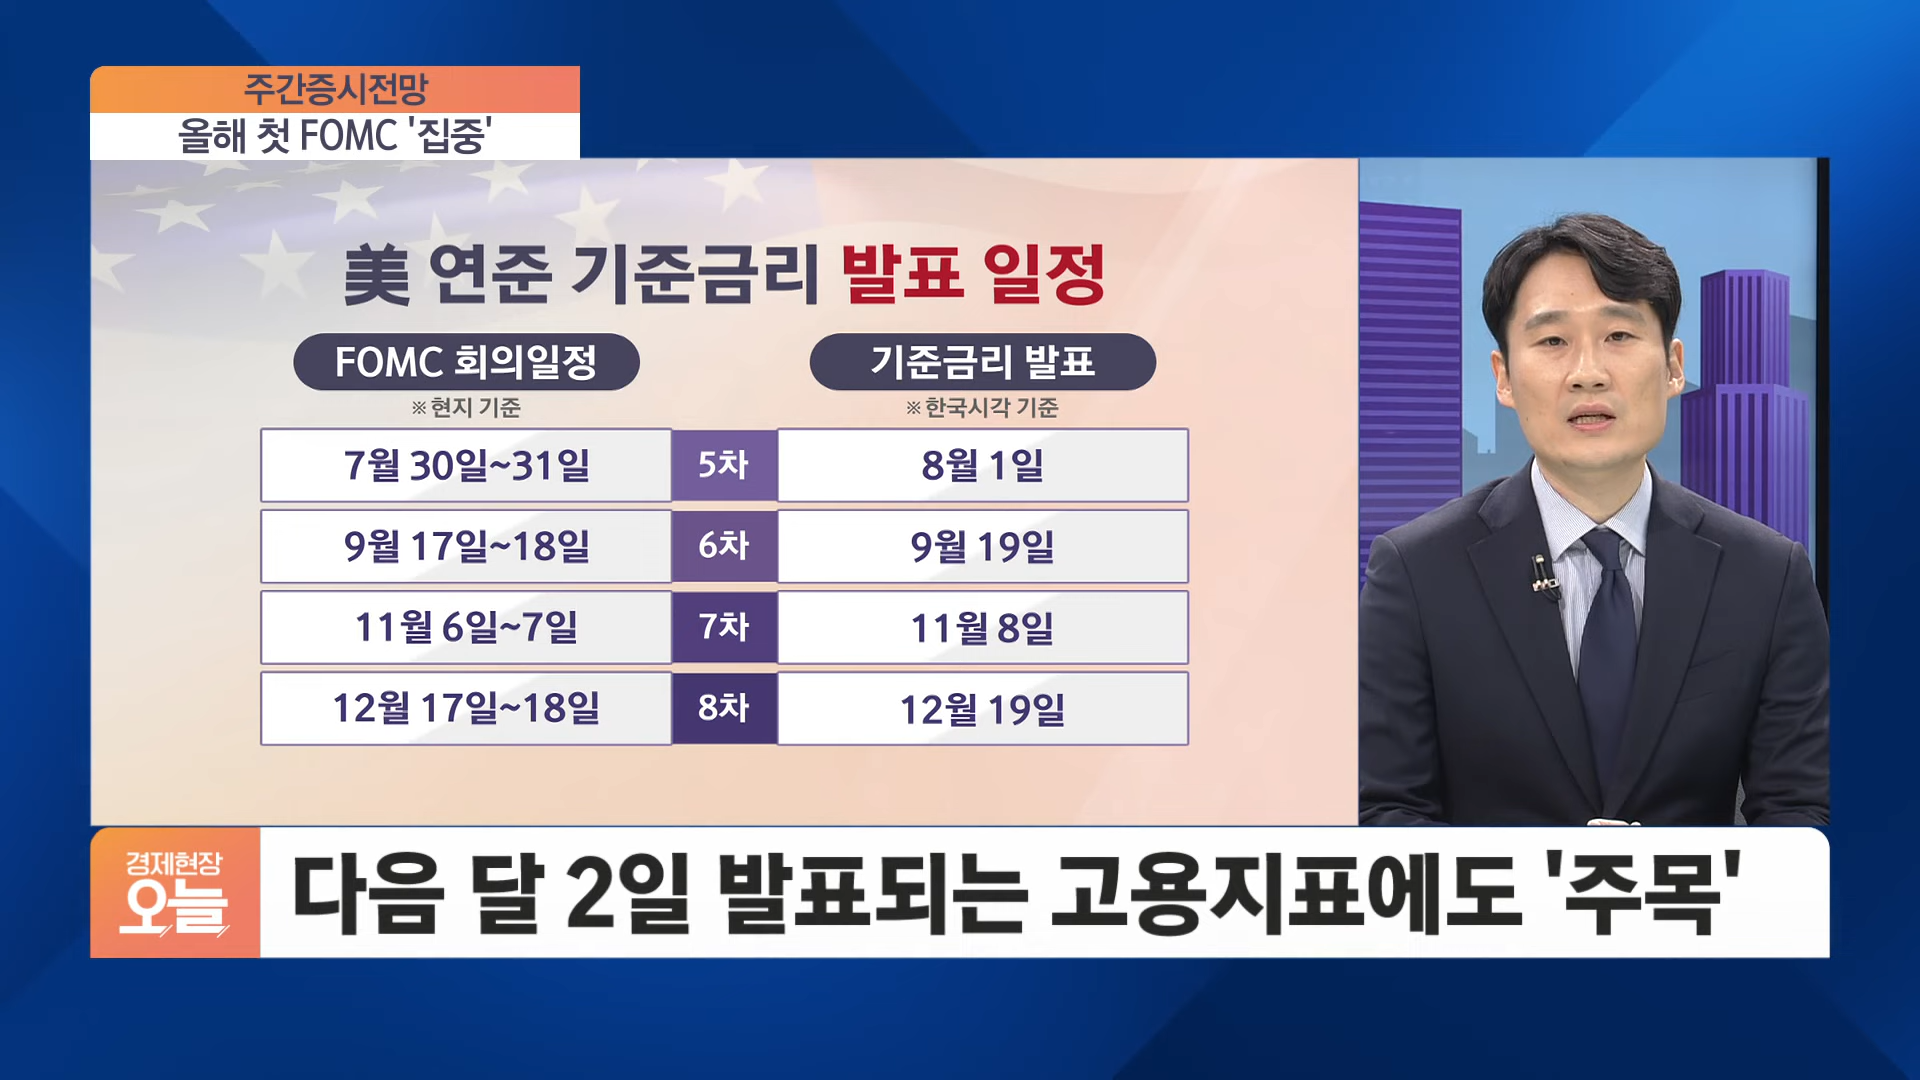 주간증시전망
올해 첫 FOMC '집중'
美 연준 기준금리 발표 일정
FOMC 회의일정 기준금리 발표
※ 현지 기준 ※ 한국시각 기준
7월 30일~31일 5차 8월 1일
9월 17일~18일 6차 9월 19일
11월 6일~7일 7차 11월 8일
12월 17일~18일 8차 12월 19일
경제현장
오늘
다음 달 2일 발표되는 고용지표에도 '주목'